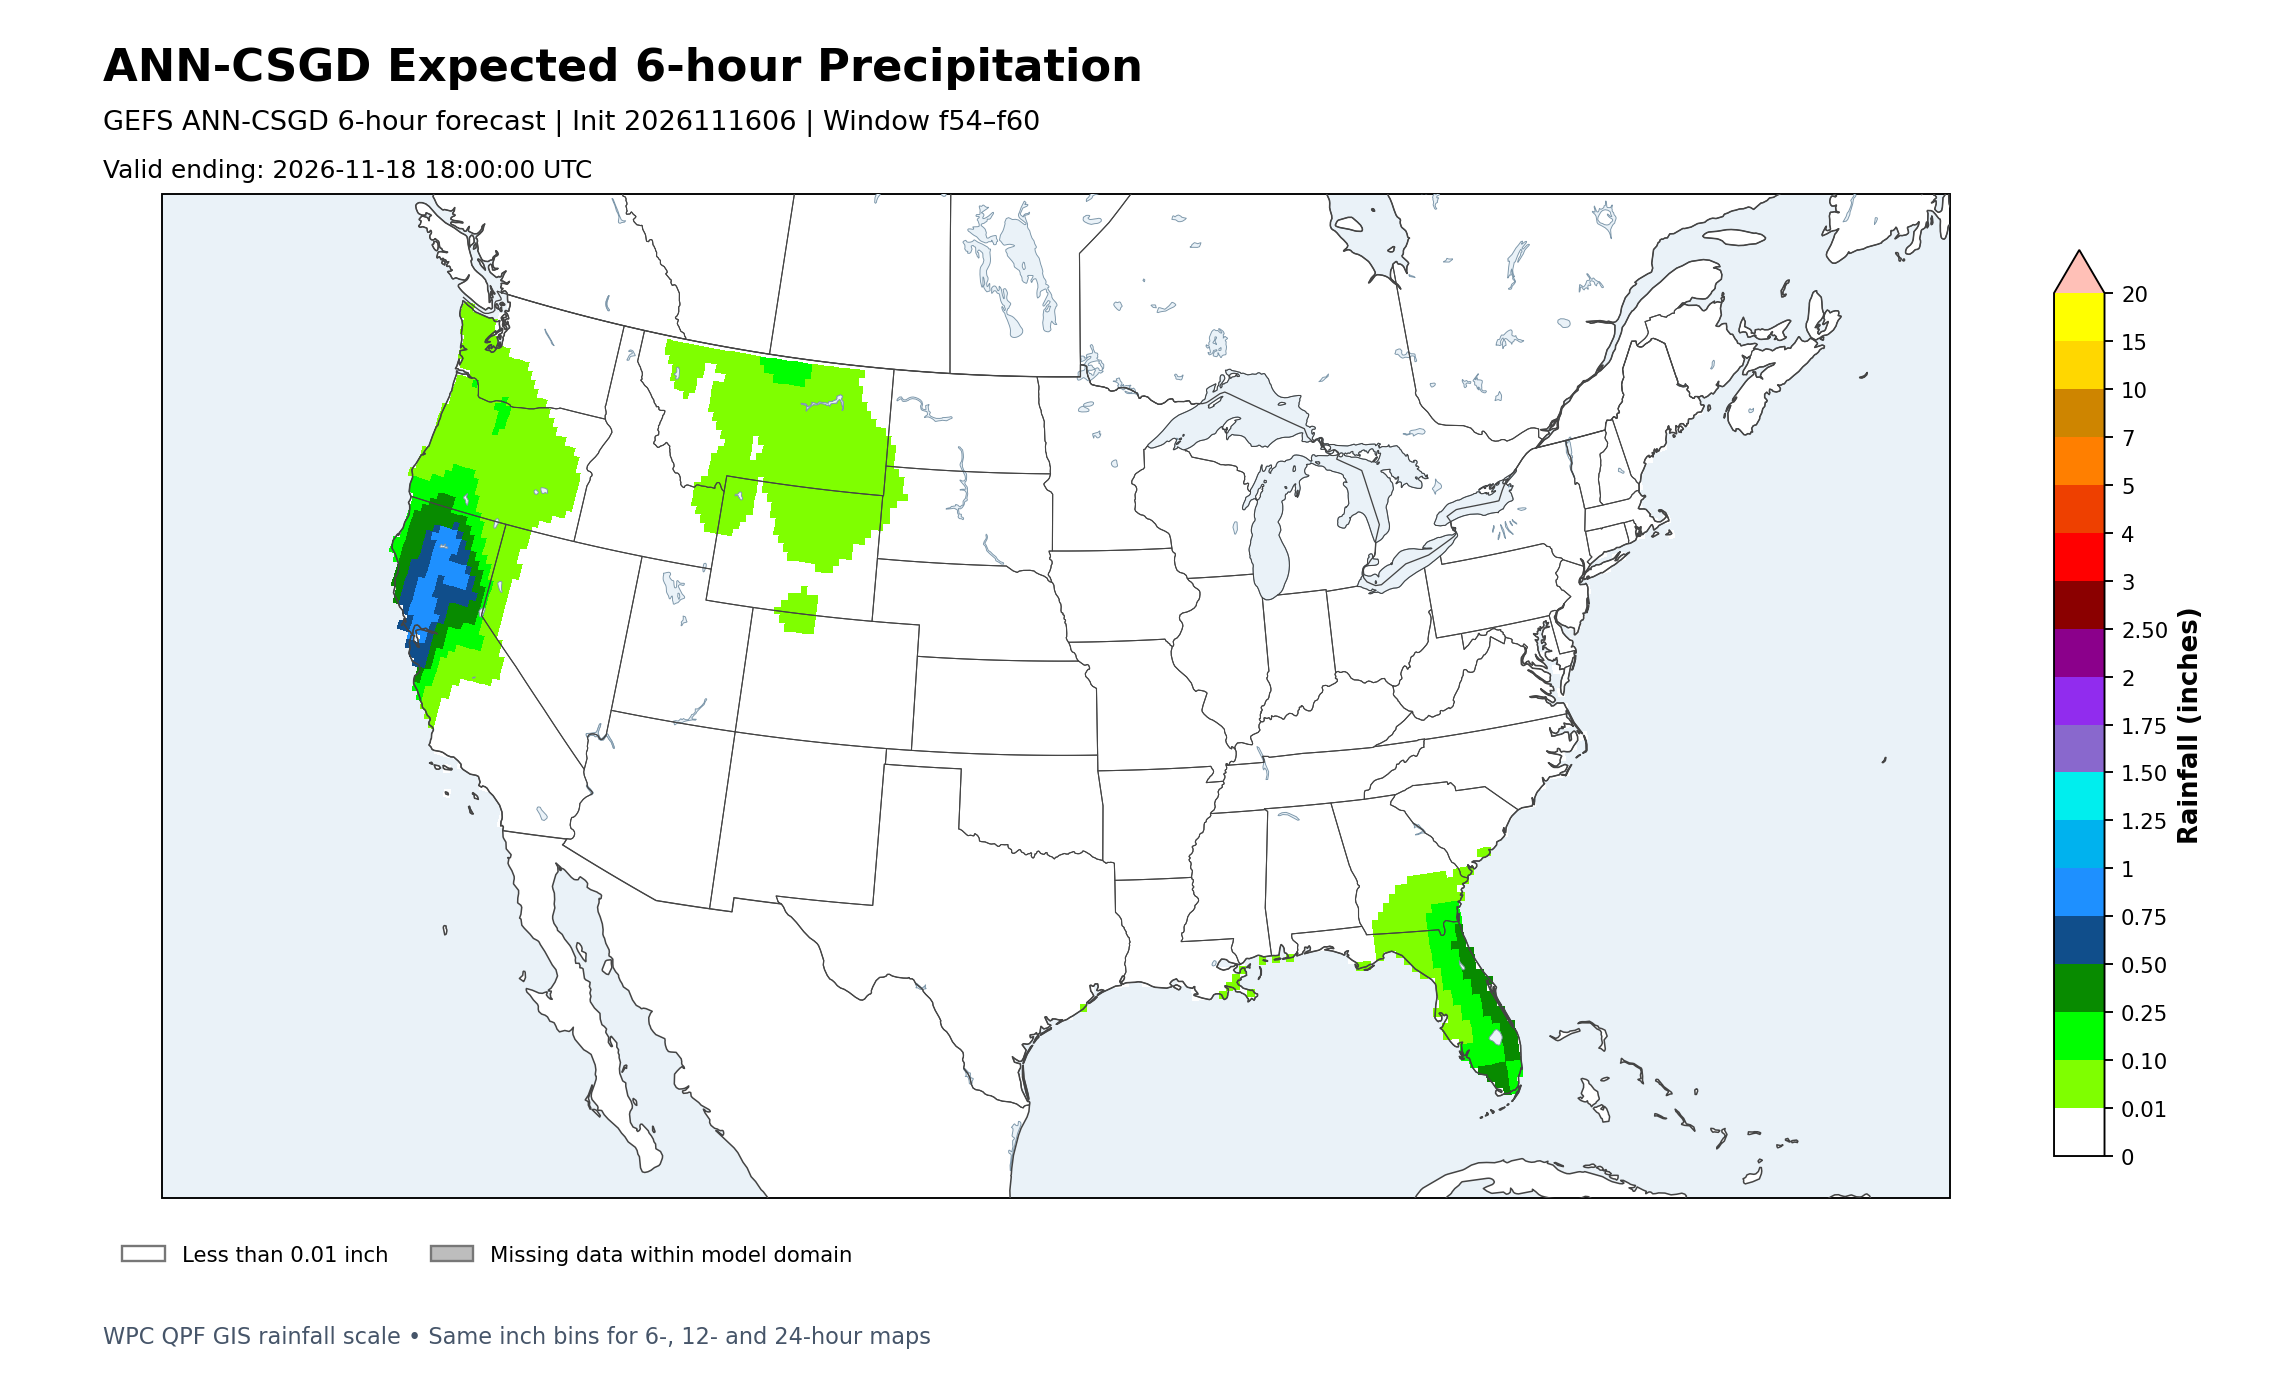 ANN-CSGD Expected 6-hour Precipitation
GEFS ANN-CSGD 6-hour forecast | Init 2026111606 | Window f54–f60
Valid ending: 2026-11-18 18:00:00 UTC
20
15
10
7
5
4
3
2.50
2
1.75
1.50
1.25
1
0.75
0.50
0.25
0.10
0.01
0
Rainfall (inches)
Less than 0.01 inch
Missing data within model domain
WPC QPF GIS rainfall scale • Same inch bins for 6-, 12- and 24-hour maps